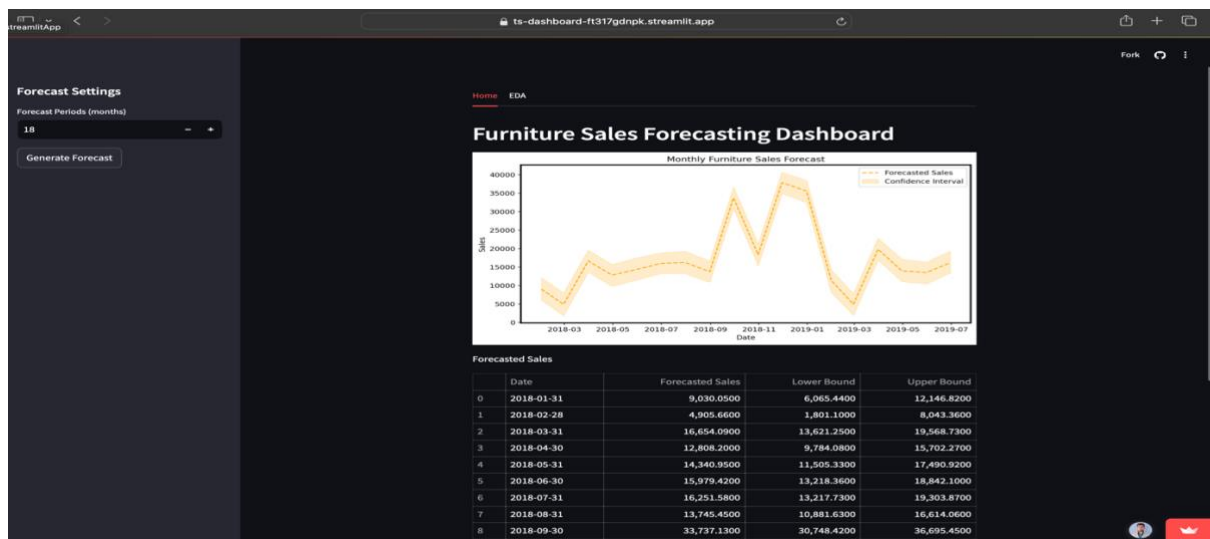 streamlitApp
ts-dashboard-ft317gdnpk.streamlit.app
Fork
Forecast Settings
Forecast Periods (months)
18
Generate Forecast
Home EDA
Furniture Sales Forecasting Dashboard
Monthly Furniture Sales Forecast
Forecasted Sales
Confidence Interval
40000
35000
30000
25000
20000
15000
10000
5000
0
Sales
2018-03 2018-05 2018-07 2018-09 2018-11 2019-01 2019-03 2019-05 2019-07
Date
Forecasted Sales
Date Forecasted Sales Lower Bound Upper Bound
0 2018-01-31 9,030.0500 6,065.4400 12,146.8200
1 2018-02-28 4,905.6600 1,801.1000 8,043.3600
2 2018-03-31 16,654.0900 13,621.2500 19,568.7300
3 2018-04-30 12,808.2000 9,784.0800 15,702.2700
4 2018-05-31 14,340.9500 11,505.3300 17,490.9200
5 2018-06-30 15,979.4200 13,218.3600 18,842.1000
6 2018-07-31 16,251.5800 13,217.7300 19,303.8700
7 2018-08-31 13,745.4500 10,881.6300 16,614.0600
8 2018-09-30 33,737.1300 30,748.4200 36,695.4500